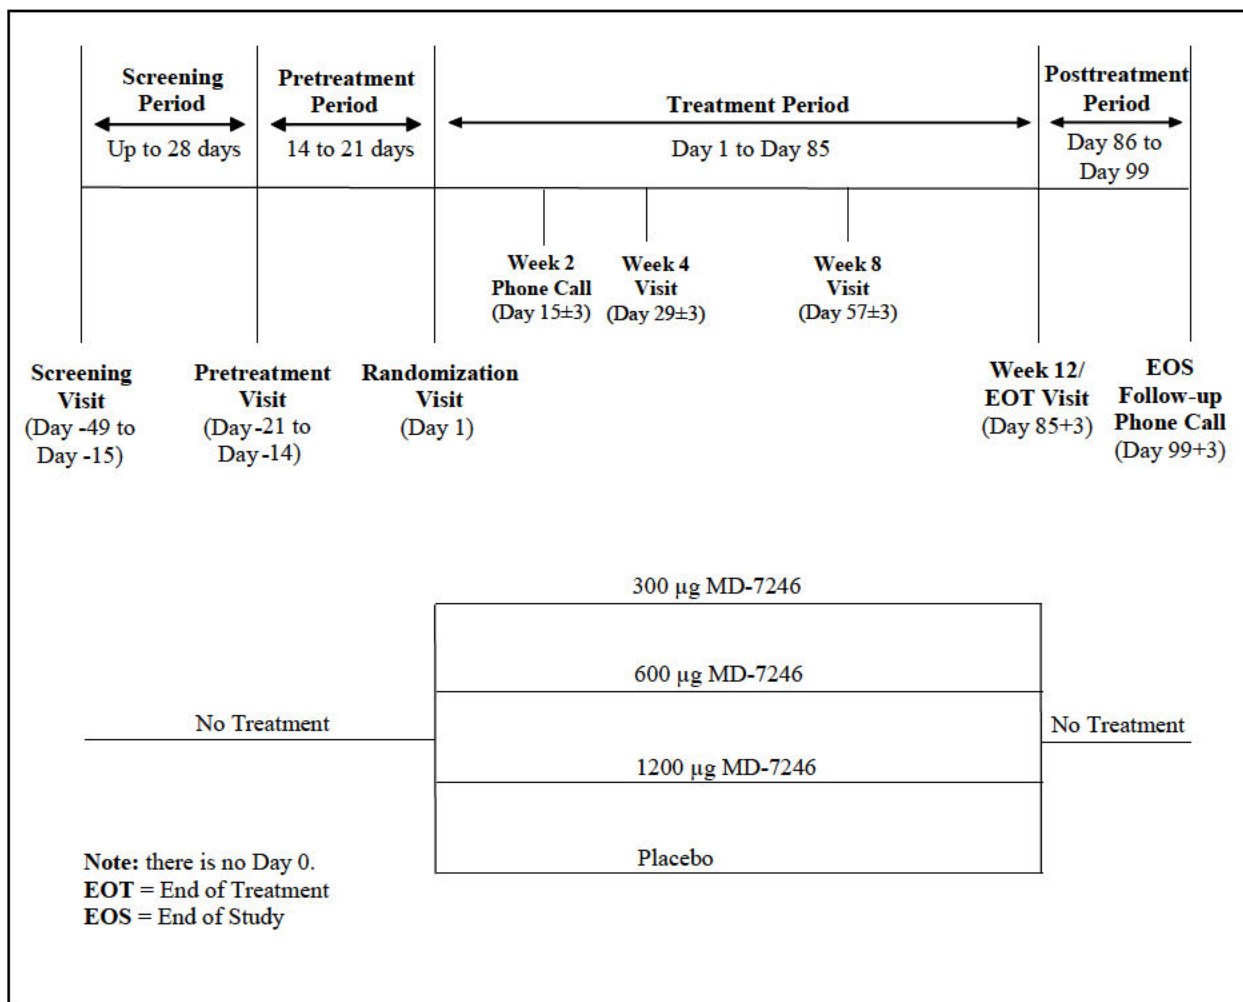 Screening
Period
Up to 28 days
Pretreatment
Period
14 to 21 days
Treatment Period
Day 1 to Day 85
Posttreatment
Period
Day 86 to
Day 99
Week 2
Phone Call
(Day 15±3)
Week 4
Visit
(Day 29±3)
Week 8
Visit
(Day 57±3)
Screening
Visit
(Day -49 to
Day -15)
Pretreatment
Visit
(Day-21 to
Day-14)
Randomization
Visit
(Day 1)
Week 12/
EOT Visit
(Day 85+3)
EOS
Follow-up
Phone Call
(Day 99+3)
300 µg MD-7246
600 µg MD-7246
No Treatment
No Treatment
1200 µg MD-7246
Placebo
Note: there is no Day 0.
EOT = End of Treatment
EOS = End of Study